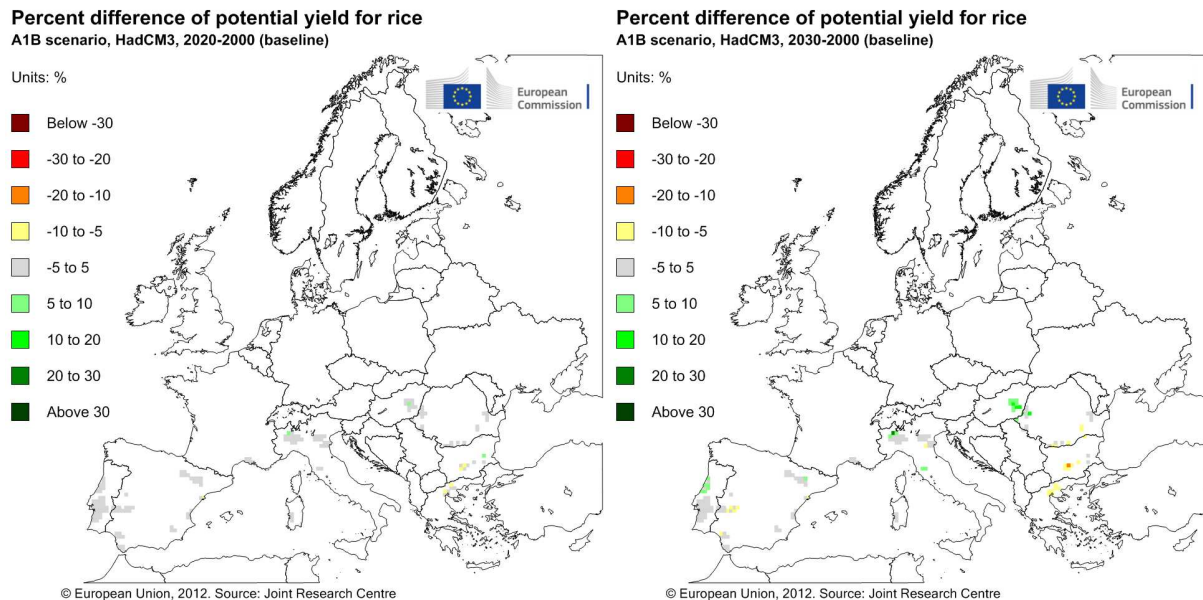 Percent difference of potential yield for rice
A1B scenario, HadCM3, 2020-2000 (baseline)
Units: %
European
Commission
Below -30
-30 to -20
-20 to -10
-10 to -5
-5 to 5
5 to 10
10 to 20
20 to 30
Above 30
© European Union, 2012. Source: Joint Research Centre
Percent difference of potential yield for rice
A1B scenario, HadCM3, 2030-2000 (baseline)
Units: %
European
Commission
Below -30
-30 to -20
-20 to -10
-10 to -5
-5 to 5
5 to 10
10 to 20
20 to 30
Above 30
© European Union, 2012. Source: Joint Research Centre